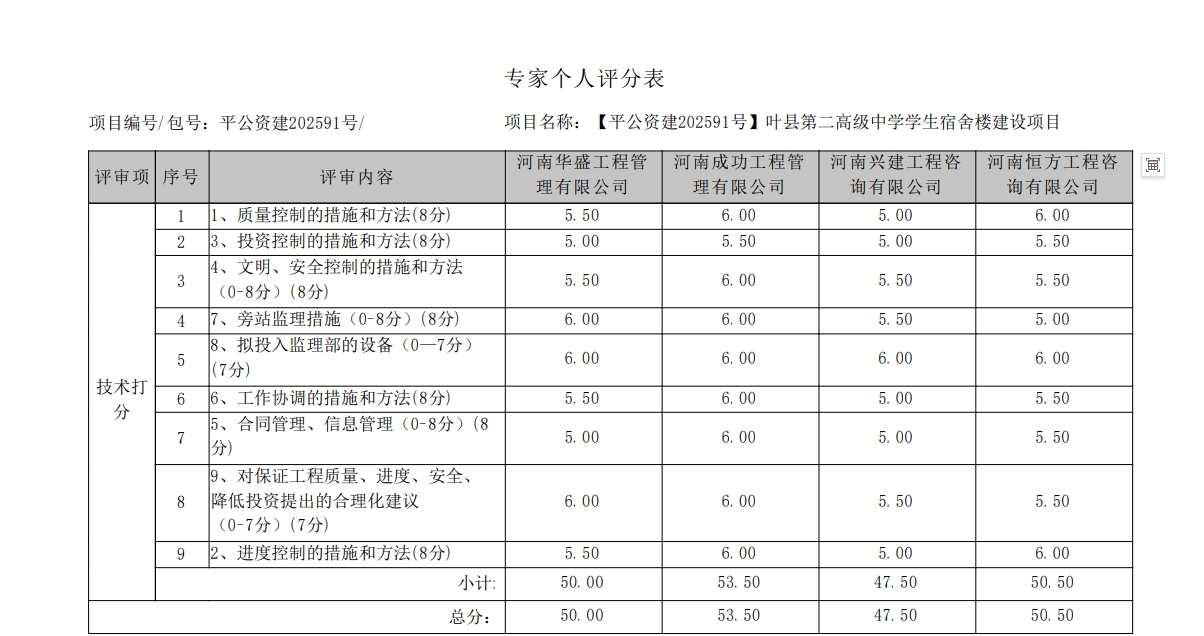 专家个人评分表
项目编号/包号：平公资建202591号/ 项目名称：【平公资建202591号】叶县第二高级中学学生宿舍楼建设项目
评审项 序号 评审内容 河南华盛工程管理有限公司 河南成功工程管理有限公司 河南兴建工程咨询有限公司 河南恒方工程咨询有限公司
技术打分
1 1、质量控制的措施和方法(8分) 5.50 6.00 5.00 6.00
2 3、投资控制的措施和方法(8分) 5.00 5.50 5.00 5.50
3 4、文明、安全控制的措施和方法（0-8分）(8分) 5.50 6.00 5.50 5.50
4 7、旁站监理措施（0-8分）(8分) 6.00 6.00 5.50 5.00
5 8、拟投入监理部的设备（0—7分）(7分) 6.00 6.00 6.00 6.00
6 6、工作协调的措施和方法(8分) 5.50 6.00 5.00 5.50
7 5、合同管理、信息管理（0-8分）(8分) 5.00 6.00 5.00 5.50
8 9、对保证工程质量、进度、安全、降低投资提出的合理化建议（0-7分）(7分) 6.00 6.00 5.50 5.50
9 2、进度控制的措施和方法(8分) 5.50 6.00 5.00 6.00
小计: 50.00 53.50 47.50 50.50
总分： 50.00 53.50 47.50 50.50